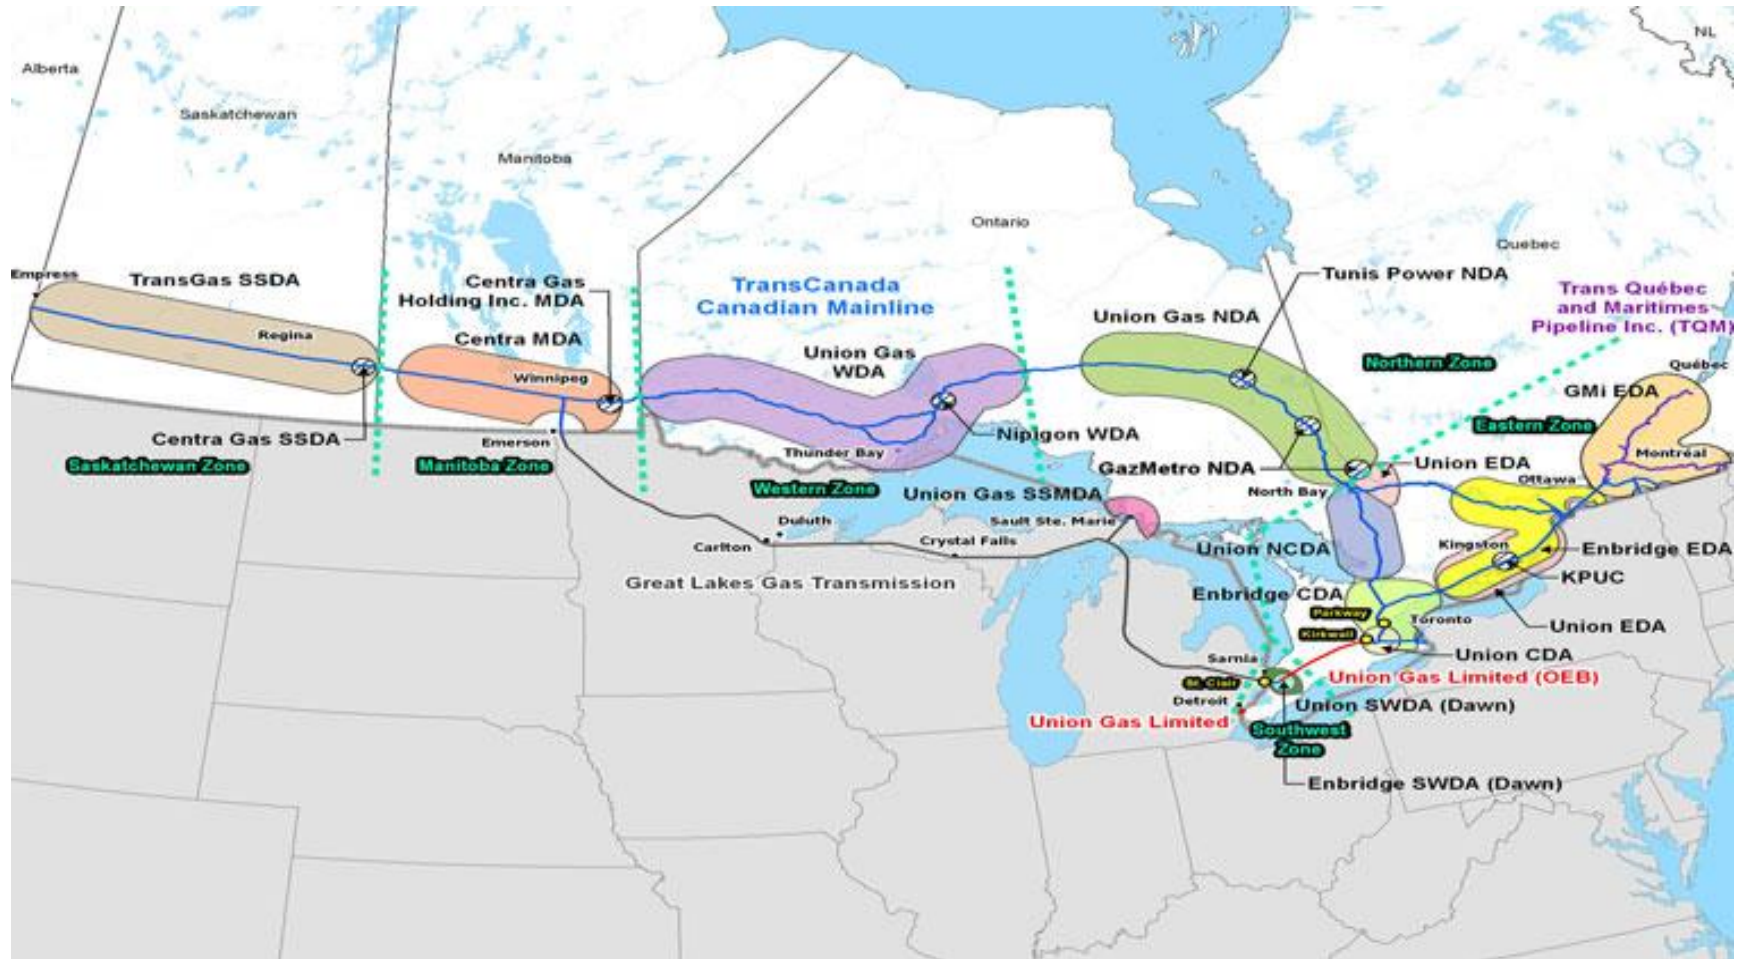 NL
Alberta
Saskatchewan
Manitoba
Ontario
Quebec
Empress
TransGas SSDA
Centra Gas
Holding Inc. MDA
TransCanada
Canadian Mainline
Tunis Power NDA
Trans Québec
and Maritimes
Pipeline Inc. (TQM)
Union Gas NDA
Regina
Centra MDA
Union Gas
WDA
Northern Zone
Québec
Winnipeg
GMi EDA
Centra Gas SSDA
Emerson
Nipigon WDA
Eastern Zone
Thunder Bay
Montréal
Saskatchewan Zone
Manitoba Zone
GazMetro NDA
Union EDA
Western Zone
Union Gas SSMDA
North Bay
Ottawa
Duluth
Sault Ste. Marie
Carlton
Crystal Falls
Union NCDA
Kingston
Enbridge EDA
Great Lakes Gas Transmission
KPUC
Enbridge CDA
Parkway
Toronto
Union EDA
Kirkwall
Sarnia
Union CDA
St. Clair
Union Gas Limited (OEB)
Detroit
Union SWDA (Dawn)
Union Gas Limited
Southwest
Zone
Enbridge SWDA (Dawn)